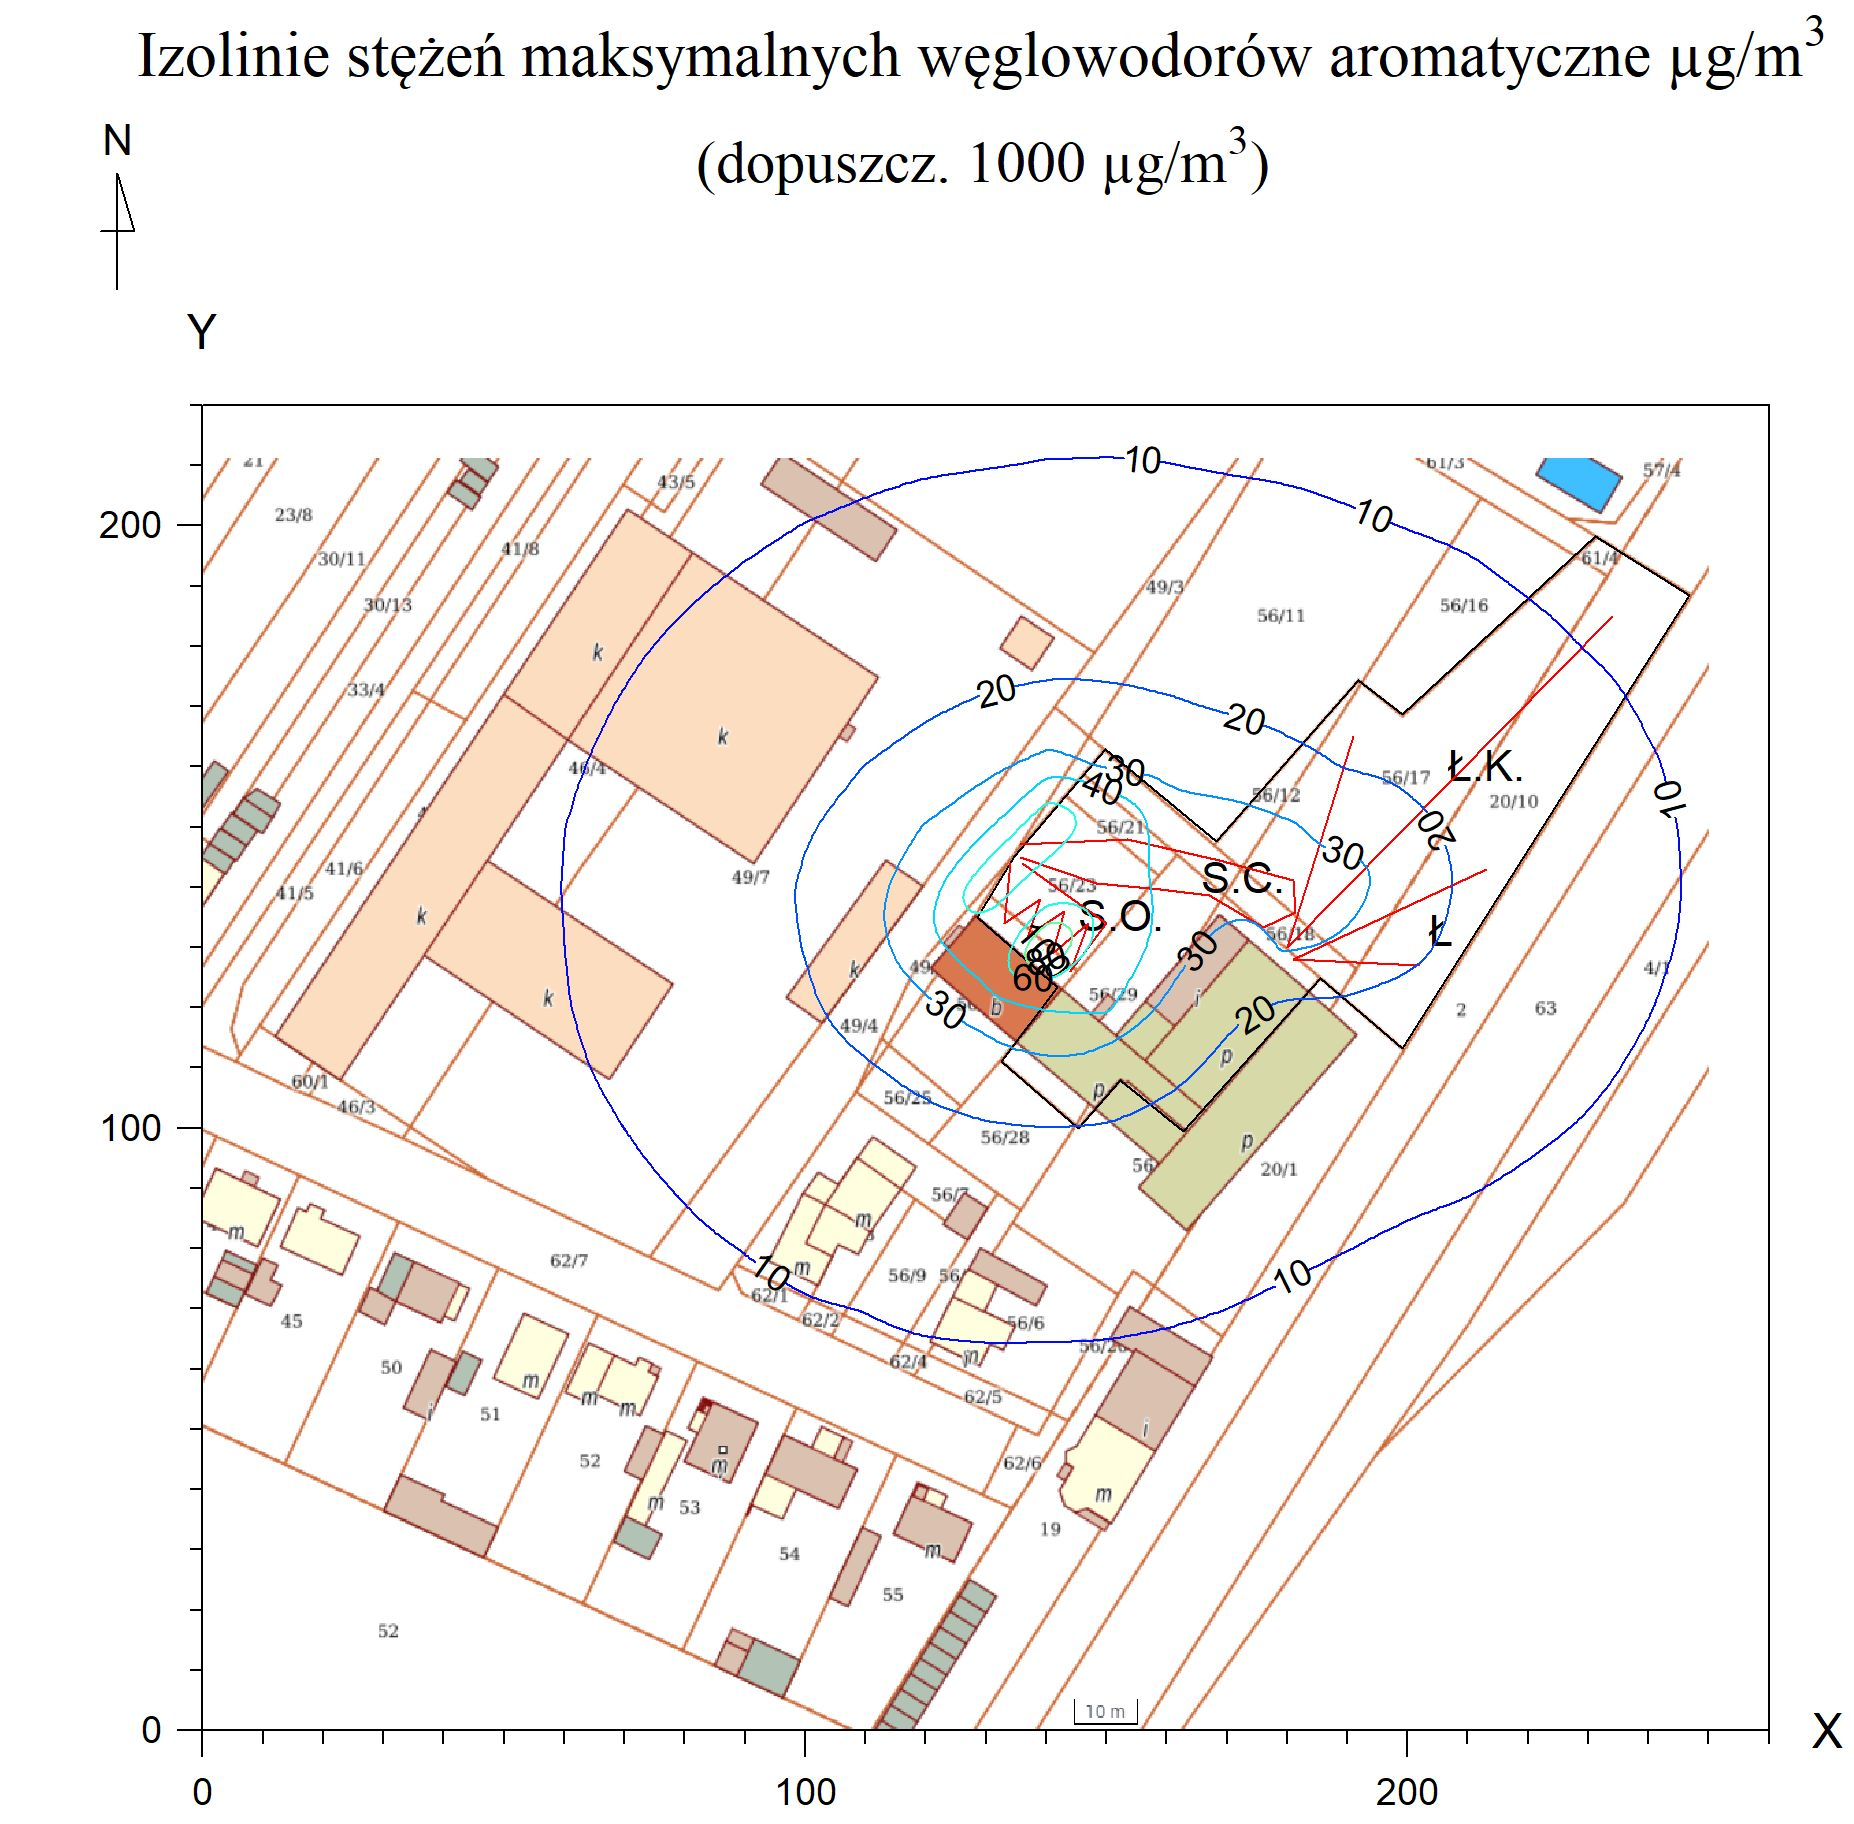 Izolinie stężeń maksymalnych węglowodorów aromatyczne µg/m³
(dopuszcz. 1000 µg/m³)
N
Y
200
100
0
0
100
200
X
21
23/8
30/11
30/13
33/4
41/8
43/5
41/6
41/5
46/4
k
k
k
k
k
49/7
49/4
49/3
56/11
56/16
61/3
57/4
61/4
56/12
56/17
20/10
56/21
56/23
56/18
56/29
b
i
p
p
p
20/1
2
63
56/25
56/28
60/1
46/3
62/7
62/1
62/2
62/4
62/5
62/6
56/9
56/6
m
m
m
m
m
m
m
m
m
m
m
i
i
45
50
51
52
53
54
55
52
19
10
10
10
10
10
20
20
20
20
30
30
30
30
40
60
80
S.C.
S.O.
Ł.K.
Ł
10 m